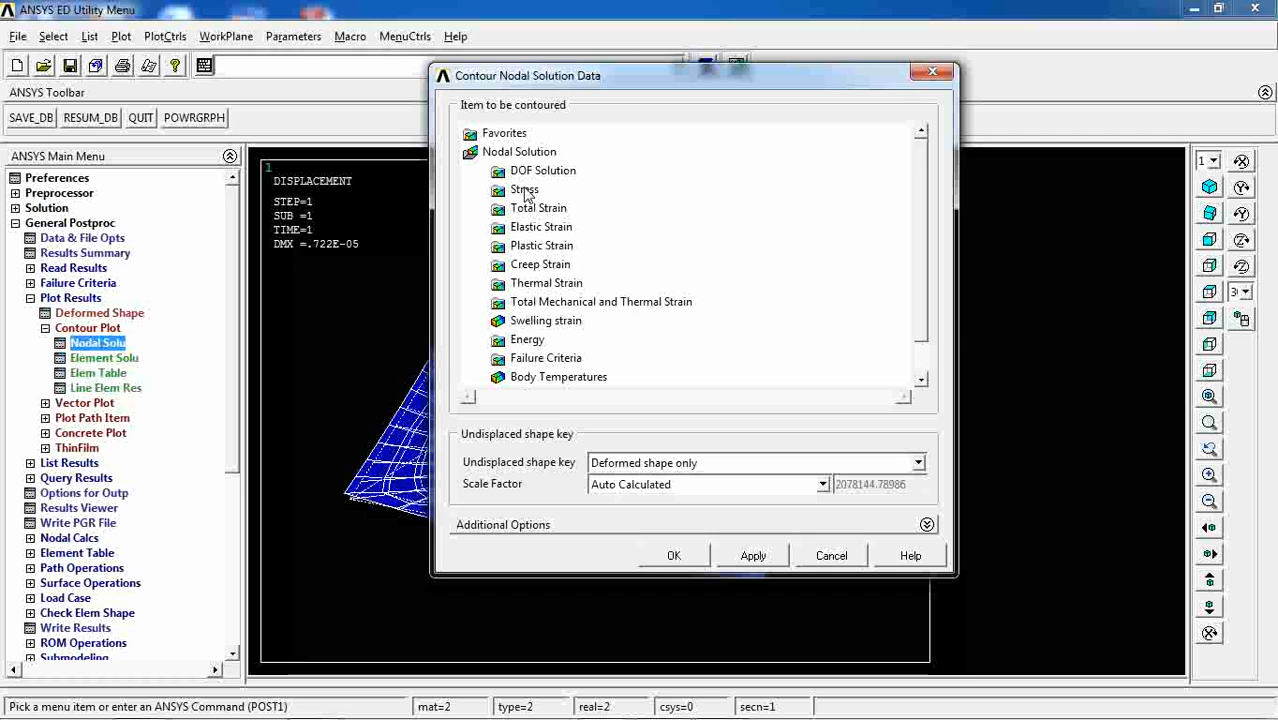 ANSYS ED Utility Menu
File Select List Plot PlotCtrls WorkPlane Parameters Macro MenuCtrls Help
ANSYS Toolbar
SAVE_DB RESUM_DB QUIT POWRGRPH
ANSYS Main Menu
Preferences
Preprocessor
Solution
General Postproc
Data & File Opts
Results Summary
Read Results
Failure Criteria
Plot Results
Deformed Shape
Contour Plot
Nodal Solu
Element Solu
Elem Table
Line Elem Res
Vector Plot
Plot Path Item
Concrete Plot
ThinFilm
List Results
Query Results
Options for Outp
Results Viewer
Write PGR File
Nodal Calcs
Element Table
Path Operations
Surface Operations
Load Case
Check Elem Shape
Write Results
ROM Operations
Submodeling
1
DISPLACEMENT
STEP=1
SUB =1
TIME=1
DMX =.722E-05
Contour Nodal Solution Data
Item to be contoured
Favorites
Nodal Solution
DOF Solution
Stress
Total Strain
Elastic Strain
Plastic Strain
Creep Strain
Thermal Strain
Total Mechanical and Thermal Strain
Swelling strain
Energy
Failure Criteria
Body Temperatures
Undisplaced shape key
Undisplaced shape key Deformed shape only
Scale Factor Auto Calculated 2078144.78986
Additional Options
OK Apply Cancel Help
1
Pick a menu item or enter an ANSYS Command (POST1) mat=2 type=2 real=2 csys=0 secn=1